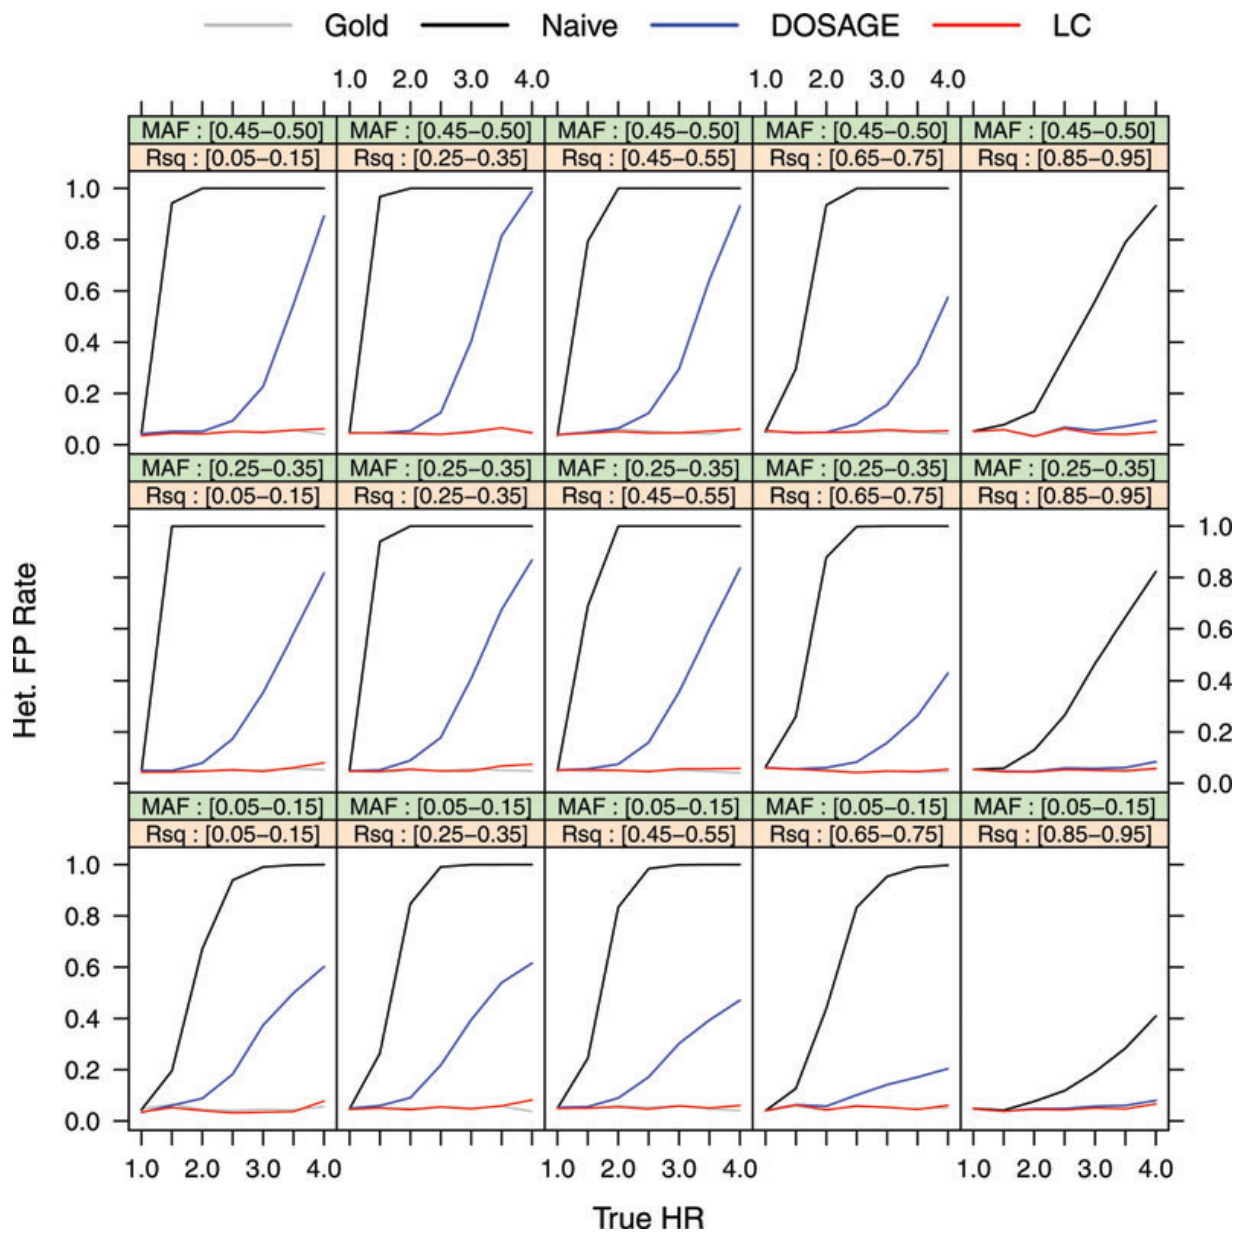 Gold Naive DOSAGE LC
1.0 2.0 3.0 4.0 1.0 2.0 3.0 4.0
MAF : [0.45−0.50] MAF : [0.45−0.50] MAF : [0.45−0.50] MAF : [0.45−0.50] MAF : [0.45−0.50]
Rsq : [0.05−0.15] Rsq : [0.25−0.35] Rsq : [0.45−0.55] Rsq : [0.65−0.75] Rsq : [0.85−0.95]
1.0
0.8
0.6
0.4
0.2
0.0
MAF : [0.25−0.35] MAF : [0.25−0.35] MAF : [0.25−0.35] MAF : [0.25−0.35] MAF : [0.25−0.35]
Rsq : [0.05−0.15] Rsq : [0.25−0.35] Rsq : [0.45−0.55] Rsq : [0.65−0.75] Rsq : [0.85−0.95]
1.0
0.8
0.6
0.4
0.2
0.0
Het. FP Rate
MAF : [0.05−0.15] MAF : [0.05−0.15] MAF : [0.05−0.15] MAF : [0.05−0.15] MAF : [0.05−0.15]
Rsq : [0.05−0.15] Rsq : [0.25−0.35] Rsq : [0.45−0.55] Rsq : [0.65−0.75] Rsq : [0.85−0.95]
1.0
0.8
0.6
0.4
0.2
0.0
1.0 2.0 3.0 4.0 1.0 2.0 3.0 4.0 1.0 2.0 3.0 4.0
True HR